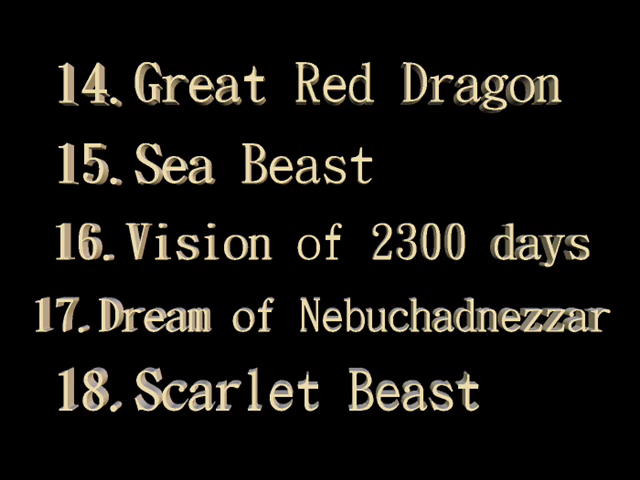 14. Great Red Dragon
15. Sea Beast
16. Vision of 2300 days
17. Dream of Nebuchadnezzar
18. Scarlet Beast